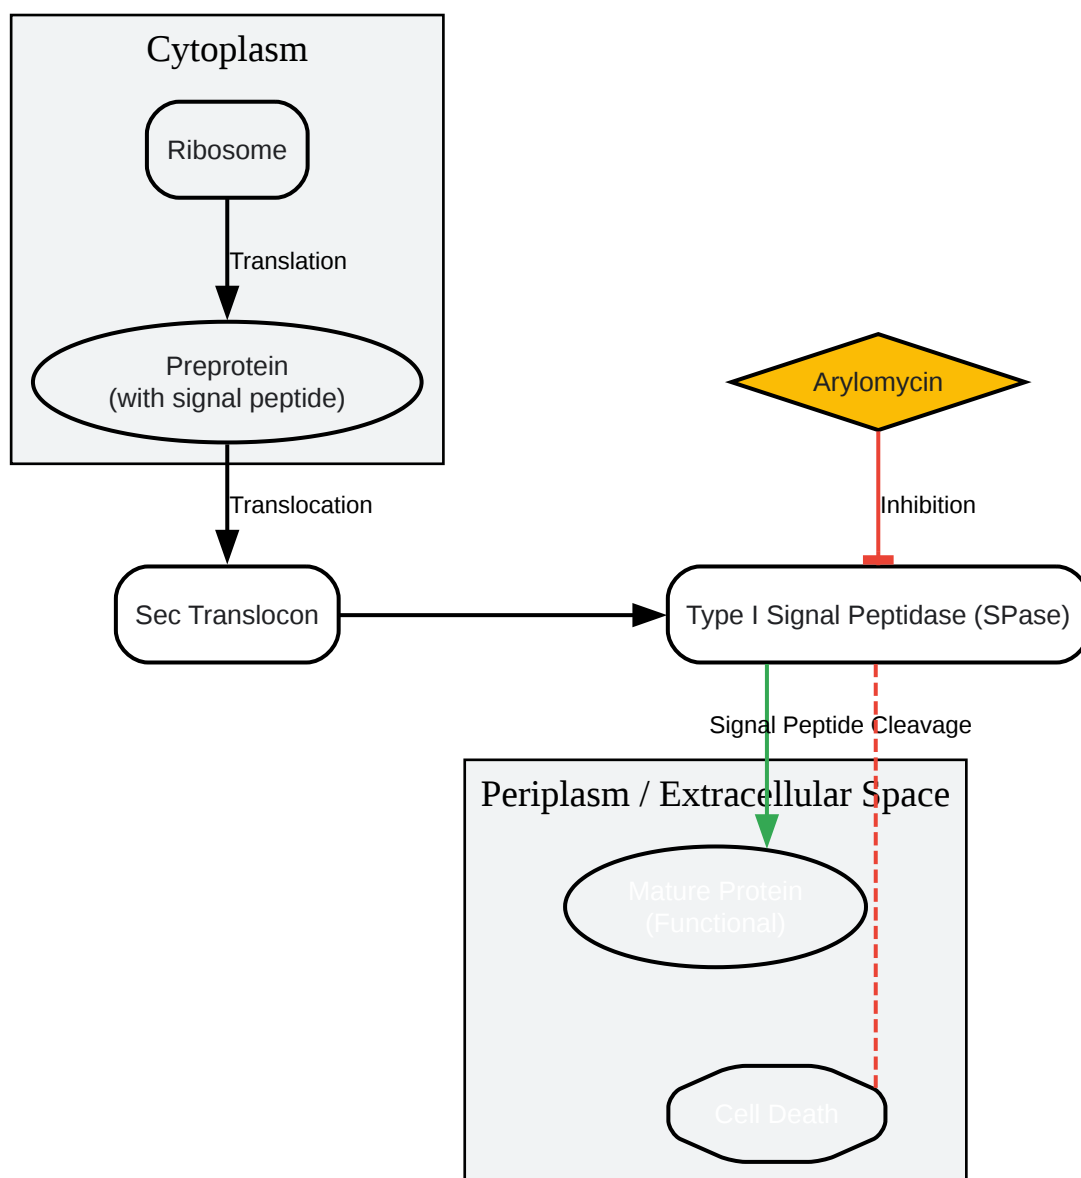 Cytoplasm
Ribosome
Translation
Preprotein
(with signal peptide)
Arylomycin
Translocation
Inhibition
Sec Translocon
Type I Signal Peptidase (SPase)
Signal Peptide Cleavage
Periplasm / Extracellular Space
Mature Protein
(Functional)
Cell Death